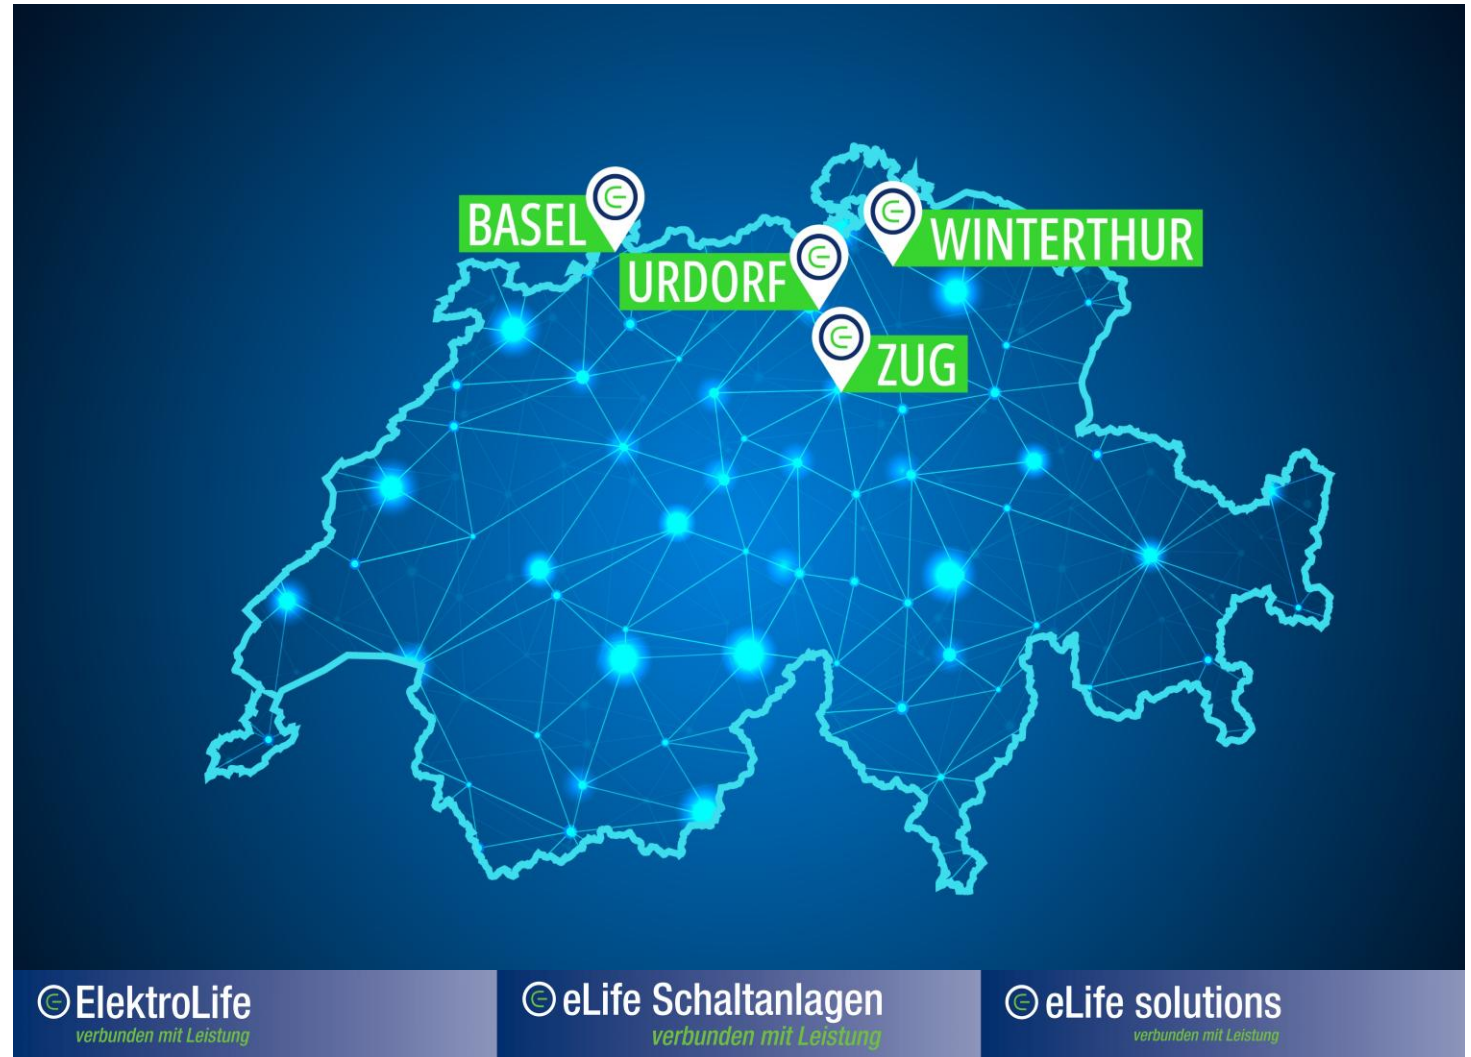 BASEL
WINTERTHUR
URDORF
ZUG
ElektroLife
verbunden mit Leistung
eLife Schaltanlagen
verbunden mit Leistung
eLife solutions
verbunden mit Leistung